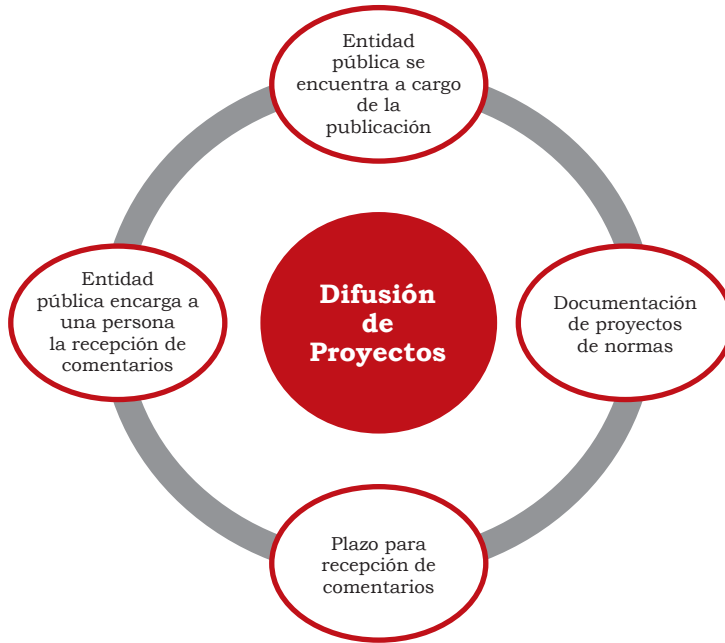 Entidad
pública se
encuentra a cargo
de la
publicación
Entidad
pública encarga a
una persona
la recepción de
comentarios
Difusión
de
Proyectos
Documentación
de proyectos
de normas
Plazo para
recepción de
comentarios